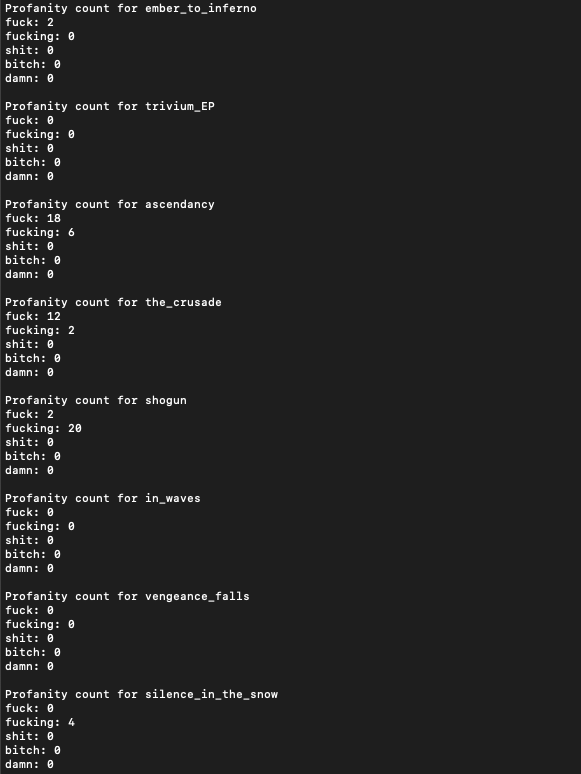 Profanity count for ember_to_inferno
fuck: 2
fucking: 0
shit: 0
bitch: 0
damn: 0
Profanity count for trivium_EP
fuck: 0
fucking: 0
shit: 0
bitch: 0
damn: 0
Profanity count for ascendancy
fuck: 18
fucking: 6
shit: 0
bitch: 0
damn: 0
Profanity count for the_crusade
fuck: 12
fucking: 2
shit: 0
bitch: 0
damn: 0
Profanity count for shogun
fuck: 2
fucking: 20
shit: 0
bitch: 0
damn: 0
Profanity count for in_waves
fuck: 0
fucking: 0
shit: 0
bitch: 0
damn: 0
Profanity count for vengeance_falls
fuck: 0
fucking: 0
shit: 0
bitch: 0
damn: 0
Profanity count for silence_in_the_snow
fuck: 0
fucking: 4
shit: 0
bitch: 0
damn: 0